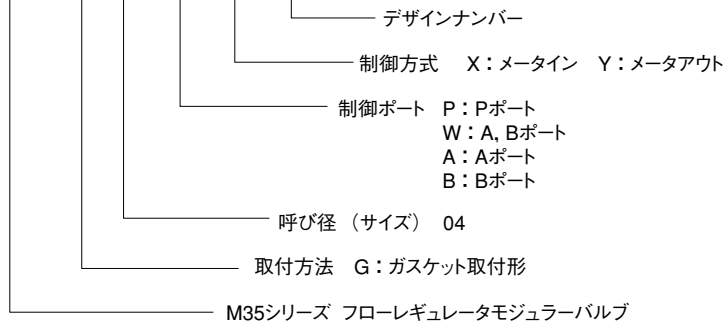 デザインナンバー
制御方式 X：メータイン Y：メータアウト
制御ポート P：Pポート
W：A, Bポート
A：Aポート
B：Bポート
呼び径 （サイズ） 04
取付方法 G：ガスケット取付形
M35シリーズ フローレギュレータモジュラーバルブ